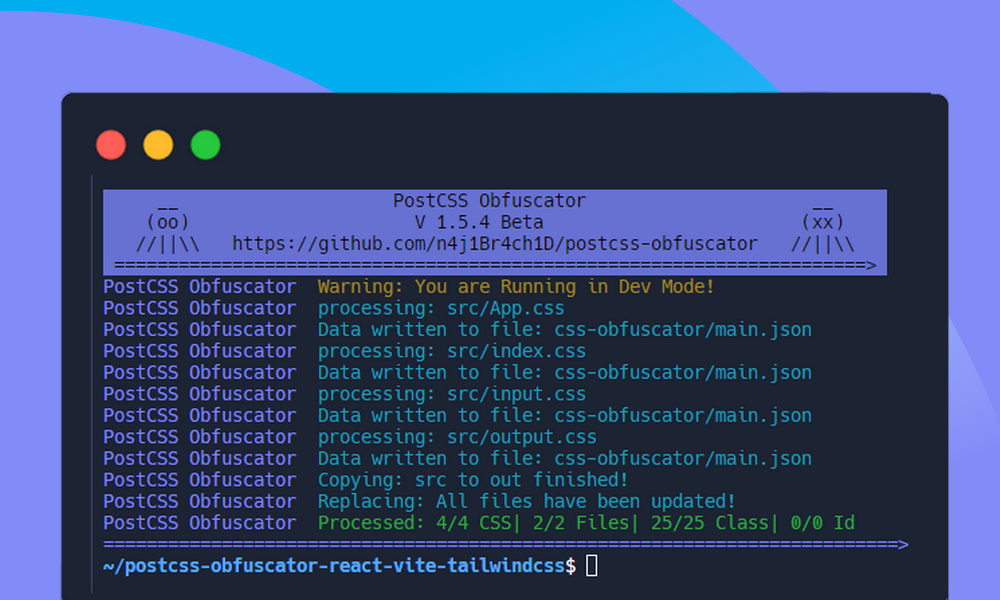 PostCSS Obfuscator
(oo) V 1.5.4 Beta (xx)
//||\\ https://github.com/n4j1Br4ch1D/postcss-obfuscator //||\\
======================================================================>
PostCSS Obfuscator Warning: You are Running in Dev Mode!
PostCSS Obfuscator processing: src/App.css
PostCSS Obfuscator Data written to file: css-obfuscator/main.json
PostCSS Obfuscator processing: src/index.css
PostCSS Obfuscator Data written to file: css-obfuscator/main.json
PostCSS Obfuscator processing: src/input.css
PostCSS Obfuscator Data written to file: css-obfuscator/main.json
PostCSS Obfuscator processing: src/output.css
PostCSS Obfuscator Data written to file: css-obfuscator/main.json
PostCSS Obfuscator Copying: src to out finished!
PostCSS Obfuscator Replacing: All files have been updated!
PostCSS Obfuscator Processed: 4/4 CSS| 2/2 Files| 25/25 Class| 0/0 Id
==========================================================================>
~/postcss-obfuscator-react-vite-tailwindcss$